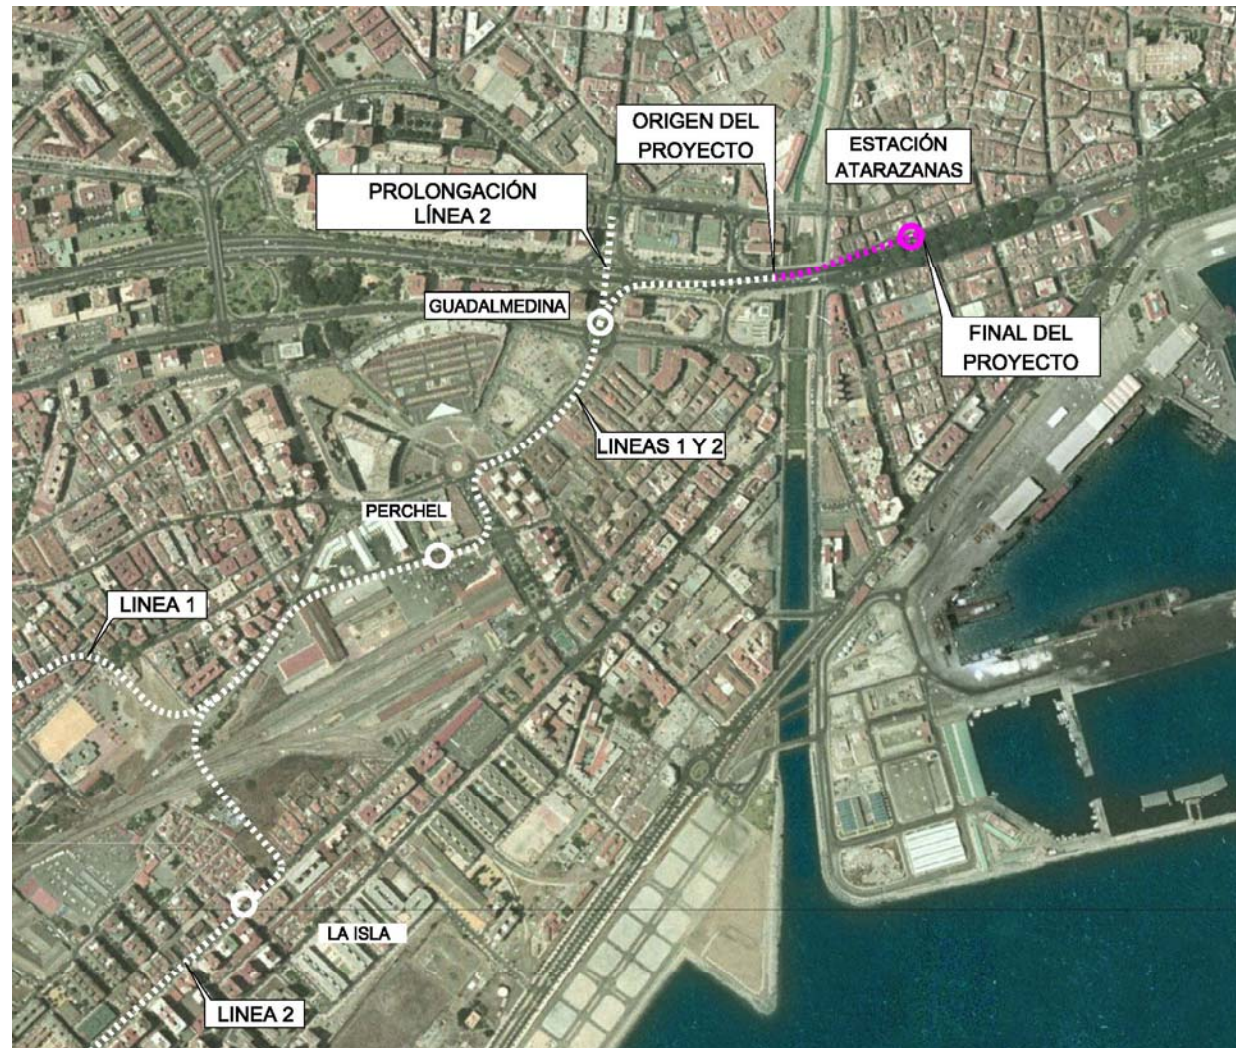 ORIGEN DEL
PROYECTO
ESTACIÓN
ATARAZANAS
PROLONGACIÓN
LÍNEA 2
GUADALMEDINA
FINAL DEL
PROYECTO
LINEAS 1 Y 2
PERCHEL
LINEA 1
LA ISLA
LINEA 2